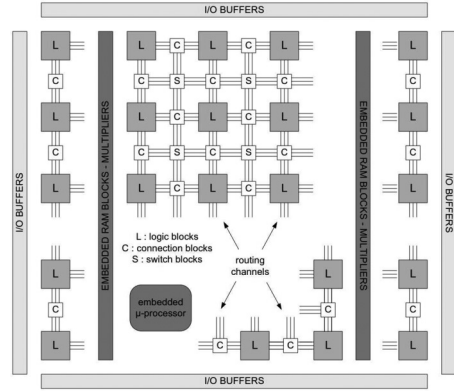 I/O BUFFERS
I/O BUFFERS
EMBEDDED RAM BLOCKS - MULTIPLIERS
L L C L C L L
C C S C S C C
L L C L C L L
C C S C S C C
L L C L C L L
EMBEDDED RAM BLOCKS - MULTIPLIERS
I/O BUFFERS
L : logic blocks
C : connection blocks
S : switch blocks
routing
channels
L L L
embedded
μ-processor
C C C
L C L C L L
I/O BUFFERS